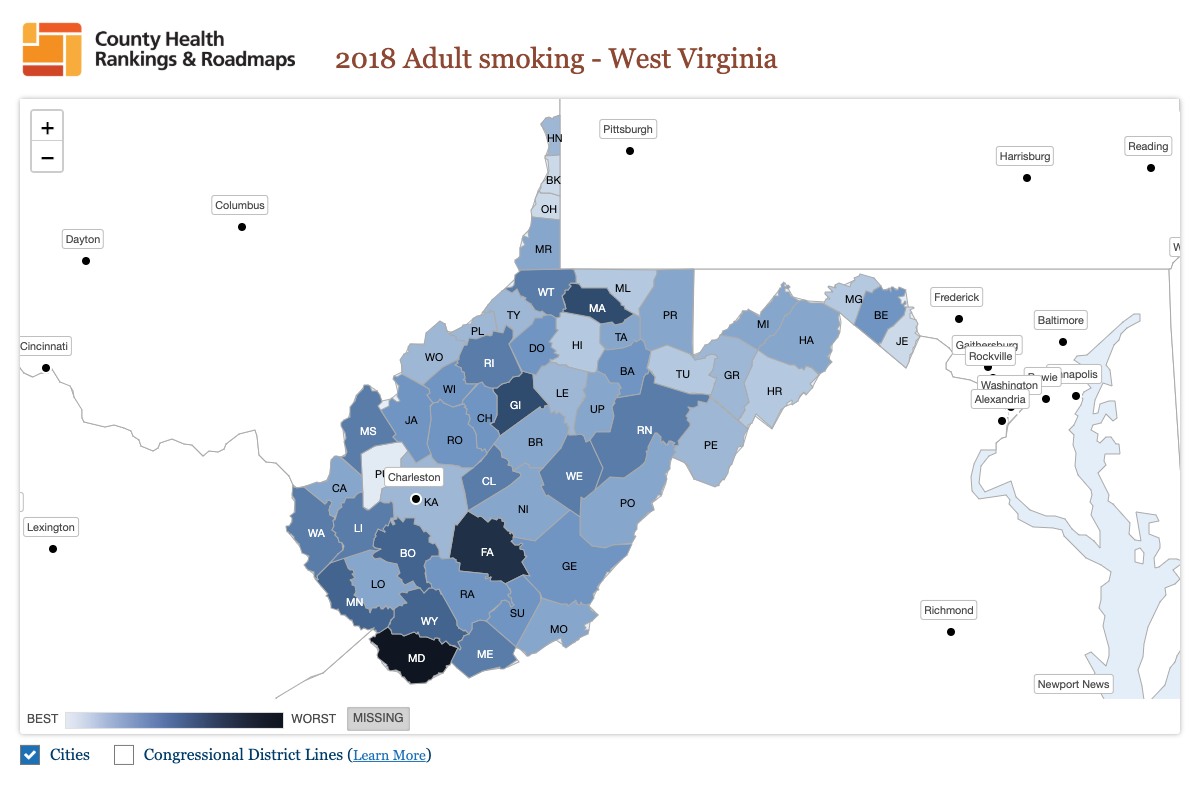 County Health
Rankings & Roadmaps
2018 Adult smoking - West Virginia
+
−
Pittsburgh
HN
Reading
Harrisburg
BK
Columbus
OH
Dayton
MR
WT
ML
MA
MG
Frederick
TY
PR
BE
PL
MI
Baltimore
TA
HA
JE
Cincinnati
DO
HI
Gaithersburg
WO
RI
Rockville
BA
TU
GR
Washington
WI
LE
HR
Alexandria
GI
UP
JA
CH
MS
RN
RO
BR
PE
Charleston
WE
CL
CA
KA
PO
NI
Lexington
LI
WA
BO
FA
GE
LO
RA
MN
SU
Richmond
WY
MO
ME
MD
Newport News
BEST
WORST
MISSING
Cities
Congressional District Lines (Learn More)